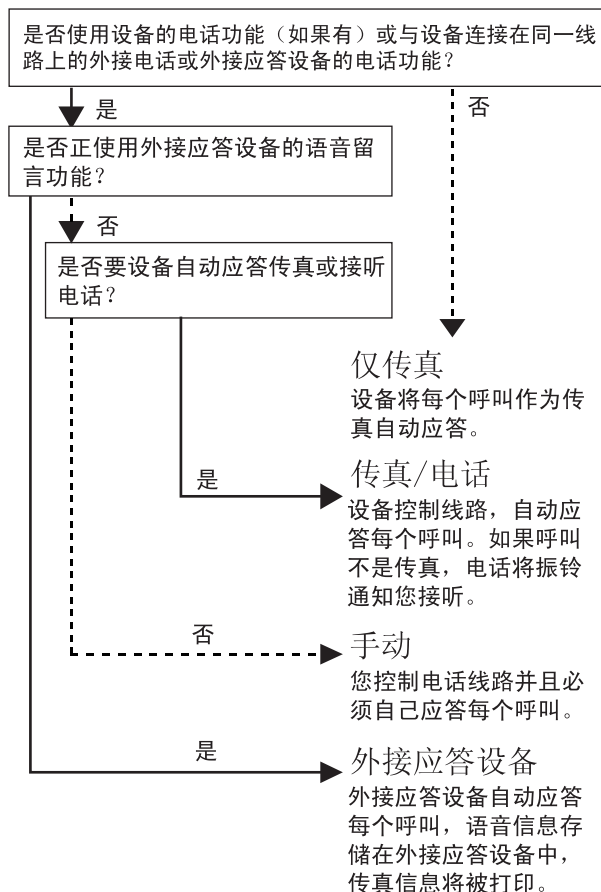 是否使用设备的电话功能（如果有）或与设备连接在同一线
路上的外接电话或外接应答设备的电话功能？
是
否
是否正使用外接应答设备的语音留
言功能？
否
是否要设备自动应答传真或接听
电话？
仅传真
设备将每个呼叫作为传
真自动应答。
是
传真/电话
设备控制线路，自动应
答每个呼叫。如果呼叫
不是传真，电话将振铃
通知您接听。
否
手动
您控制电话线路并且必
须自己应答每个呼叫。
是
外接应答设备
外接应答设备自动应答
每个呼叫，语音信息存
储在外接应答设备中，
传真信息将被打印。